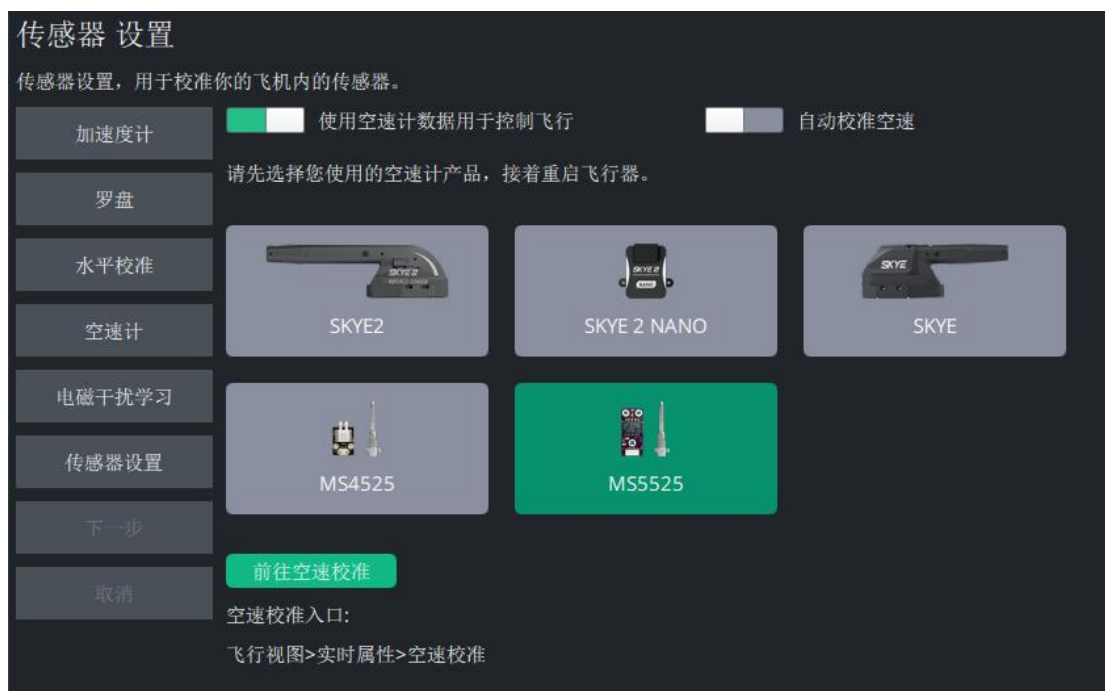 传感器 设置
传感器设置，用于校准你的飞机内的传感器。
加速度计
罗盘
水平校准
空速计
电磁干扰学习
传感器设置
下一步
取消
使用空速计数据用于控制飞行
自动校准空速
请先选择您使用的空速计产品，接着重启飞行器。
SKYE 2
SKYE2
SKYE 2
NANO
SKYE 2 NANO
SKYE
SKYE
MS4525
MS5525
前往空速校准
空速校准入口:
飞行视图>实时属性>空速校准